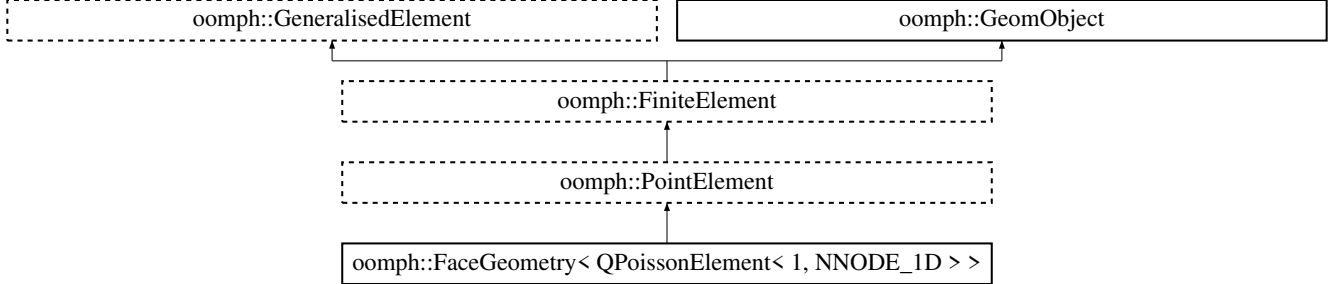 oomph::GeneralisedElement
oomph::GeomObject
oomph::FiniteElement
oomph::PointElement
oomph::FaceGeometry< QPoissonElement< 1, NNODE_1D > >